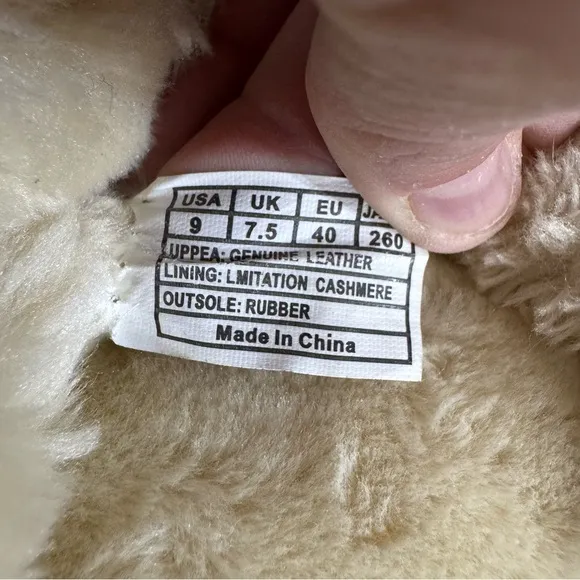 USA UK EU JA
9 7.5 40 260
UPPEA: GENUINE LEATHER
LINING: LMITATION CASHMERE
OUTSOLE: RUBBER
Made In China